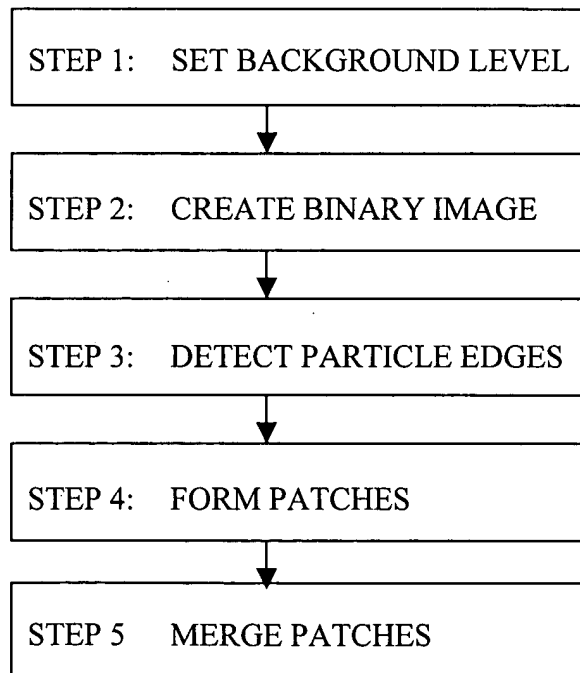 STEP 1: SET BACKGROUND LEVEL
STEP 2: CREATE BINARY IMAGE
STEP 3: DETECT PARTICLE EDGES
STEP 4: FORM PATCHES
STEP 5 MERGE PATCHES